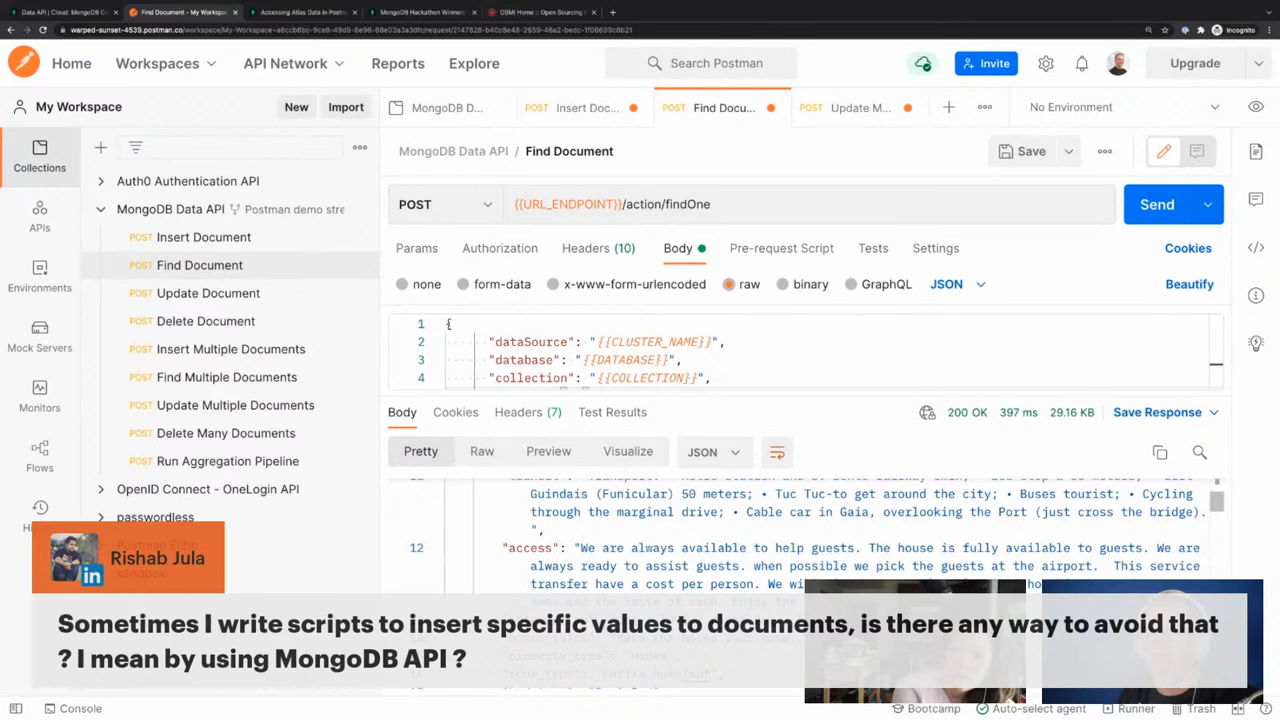 Data API | Cloud: MongoDB C
Find Document - My Workspa
Accessing Atlas Data in Postm
MongoDB Hackathon Winners
OSMI Home :: Open Sourcing
Incognito
Home
Workspaces
API Network
Reports
Explore
Search Postman
Invite
Upgrade
My Workspace
New
Import
MongoDB D...
POST Insert Doc...
POST Find Docu...
POST Update M...
No Environment
Collections
APIs
Environments
Mock Servers
Monitors
Flows
Auth0 Authentication API
MongoDB Data API Postman demo stre
POST Insert Document
POST Find Document
POST Update Document
POST Delete Document
POST Insert Multiple Documents
POST Find Multiple Documents
POST Update Multiple Documents
POST Delete Many Documents
POST Run Aggregation Pipeline
OpenID Connect - OneLogin API
passwordless
MongoDB Data API / Find Document
Save
POST
{{URL_ENDPOINT}}/action/findOne
Send
Params
Authorization
Headers (10)
Body
Pre-request Script
Tests
Settings
Cookies
none
form-data
x-www-form-urlencoded
raw
binary
GraphQL
JSON
Beautify
1 {
2 "dataSource": "{{CLUSTER_NAME}}",
3 "database": "{{DATABASE}}",
4 "collection": "{{COLLECTION}}",
Body
Cookies
Headers (7)
Test Results
200 OK
397 ms
29.16 KB
Save Response
Pretty
Raw
Preview
Visualize
JSON
Guindais (Funicular) 50 meters; • Tuc Tuc-to get around the city; • Buses tourist; • Cycling
through the marginal drive; • Cable car in Gaia, overlooking the Port (just cross the bridge).
",
12 "access": "We are always available to help guests. The house is fully available to guests. We are
always ready to assist guests. when possible we pick the guests at the airport. This service
transfer have a cost per person. We wi
Rishab Jula
in
Sometimes I write scripts to insert specific values to documents, is there any way to avoid that
? I mean by using MongoDB API ?
Console
Bootcamp
Auto-select agent
Runner
Trash